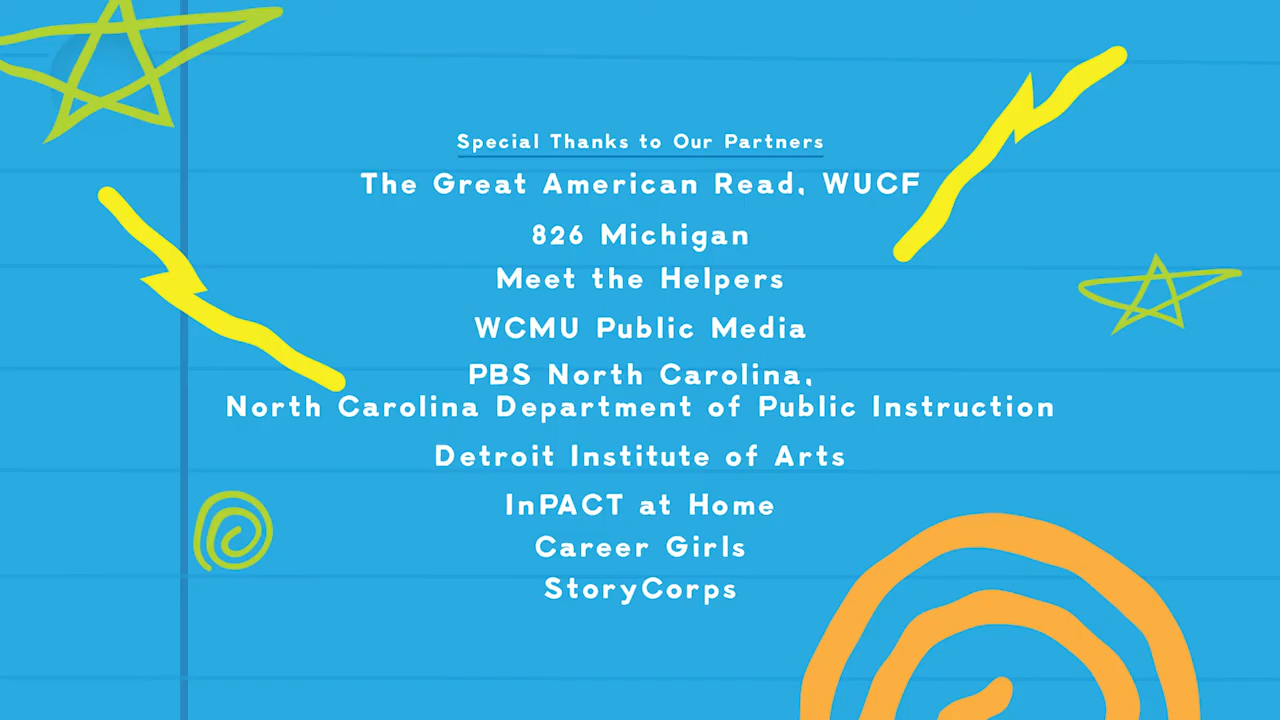 Special Thanks to Our Partners
The Great American Read, WUCF
826 Michigan
Meet the Helpers
WCMU Public Media
PBS North Carolina,
North Carolina Department of Public Instruction
Detroit Institute of Arts
InPACT at Home
Career Girls
StoryCorps